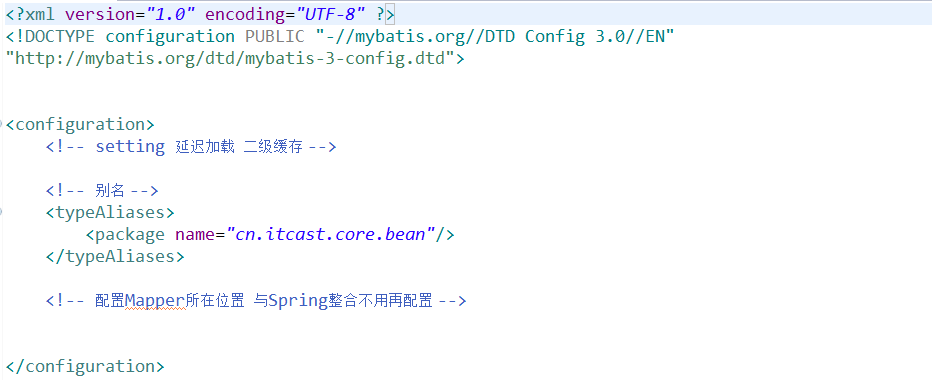 <?xml version="1.0" encoding="UTF-8" ?>
<!DOCTYPE configuration PUBLIC "-//mybatis.org//DTD Config 3.0//EN"
"http://mybatis.org/dtd/mybatis-3-config.dtd">
<configuration>
<!-- setting 延迟加载 二级缓存 -->
<!-- 别名 -->
<typeAliases>
<package name="cn.itcast.core.bean"/>
</typeAliases>
<!-- 配置Mapper所在位置 与Spring整合不用再配置 -->
</configuration>